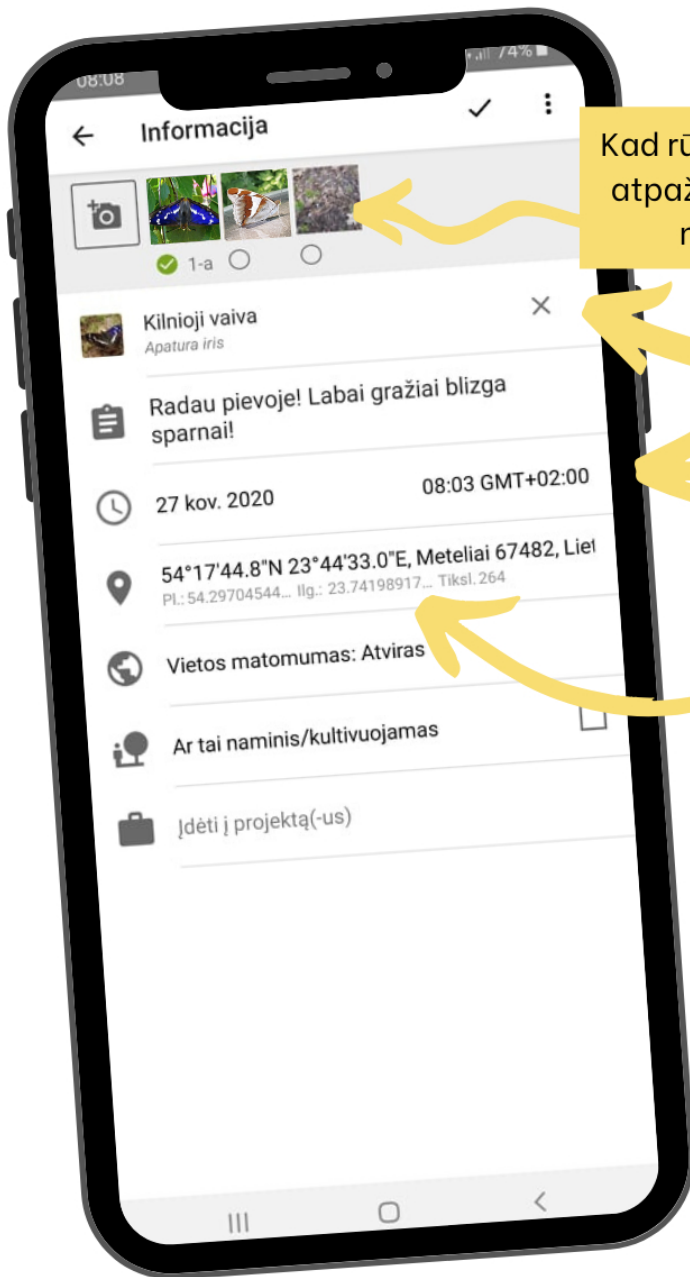 08:08
74%
Informacija
1-a
Kad rū
atpaž
Kilnioji vaiva
Apatura iris
Radau pievoje! Labai gražiai blizga
sparnai!
27 kov. 2020 08:03 GMT+02:00
54°17'44.8"N 23°44'33.0"E, Meteliai 67482, Liet
Pl.: 54.29704544... Ilg.: 23.74198917... Tiksl.264
Vietos matomumas: Atviras
Ar tai naminis/kultivuojamas
Įdėti į projektą(-us)